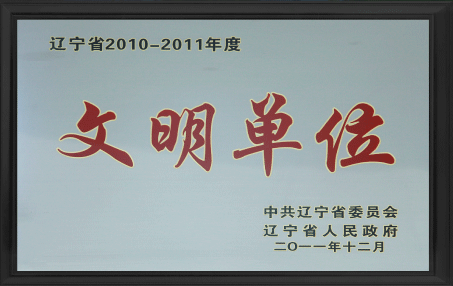 辽宁省2010-2011年度
文明单位
中共辽宁省委员会
辽宁省人民政府
二〇一一年十二月